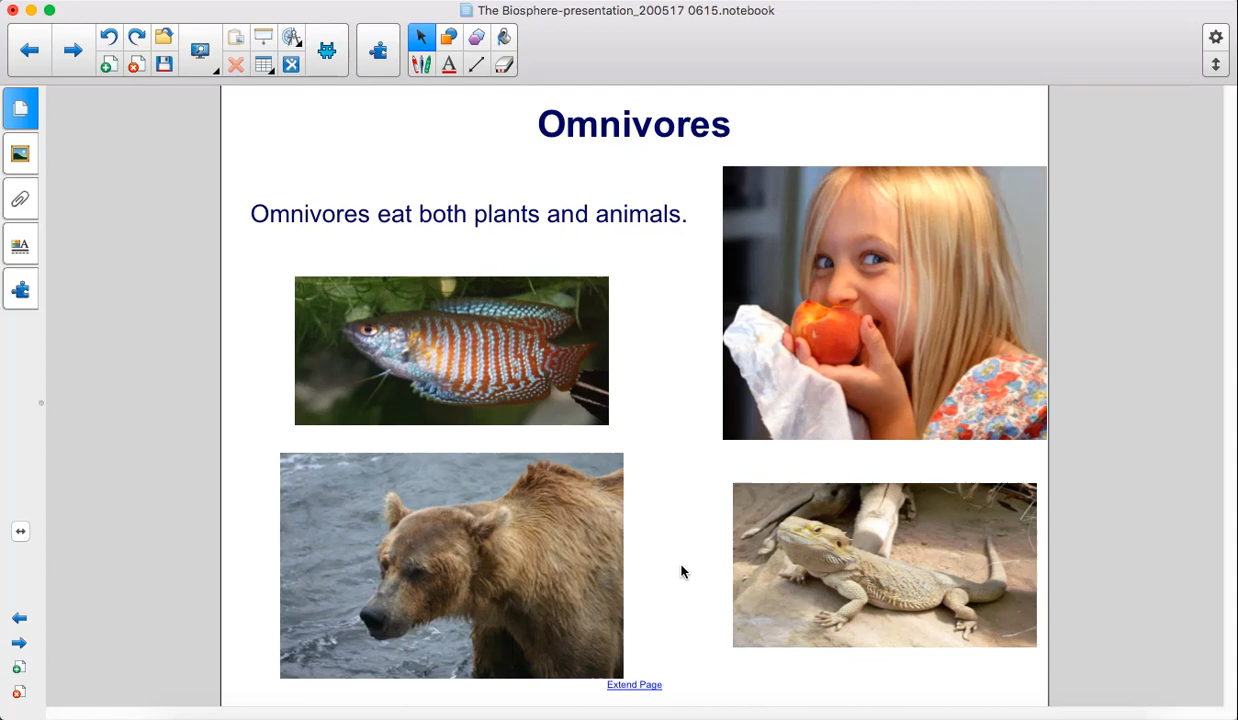 The Biosphere-presentation_200517 0615.notebook
Omnivores
Omnivores eat both plants and animals.
Extend Page